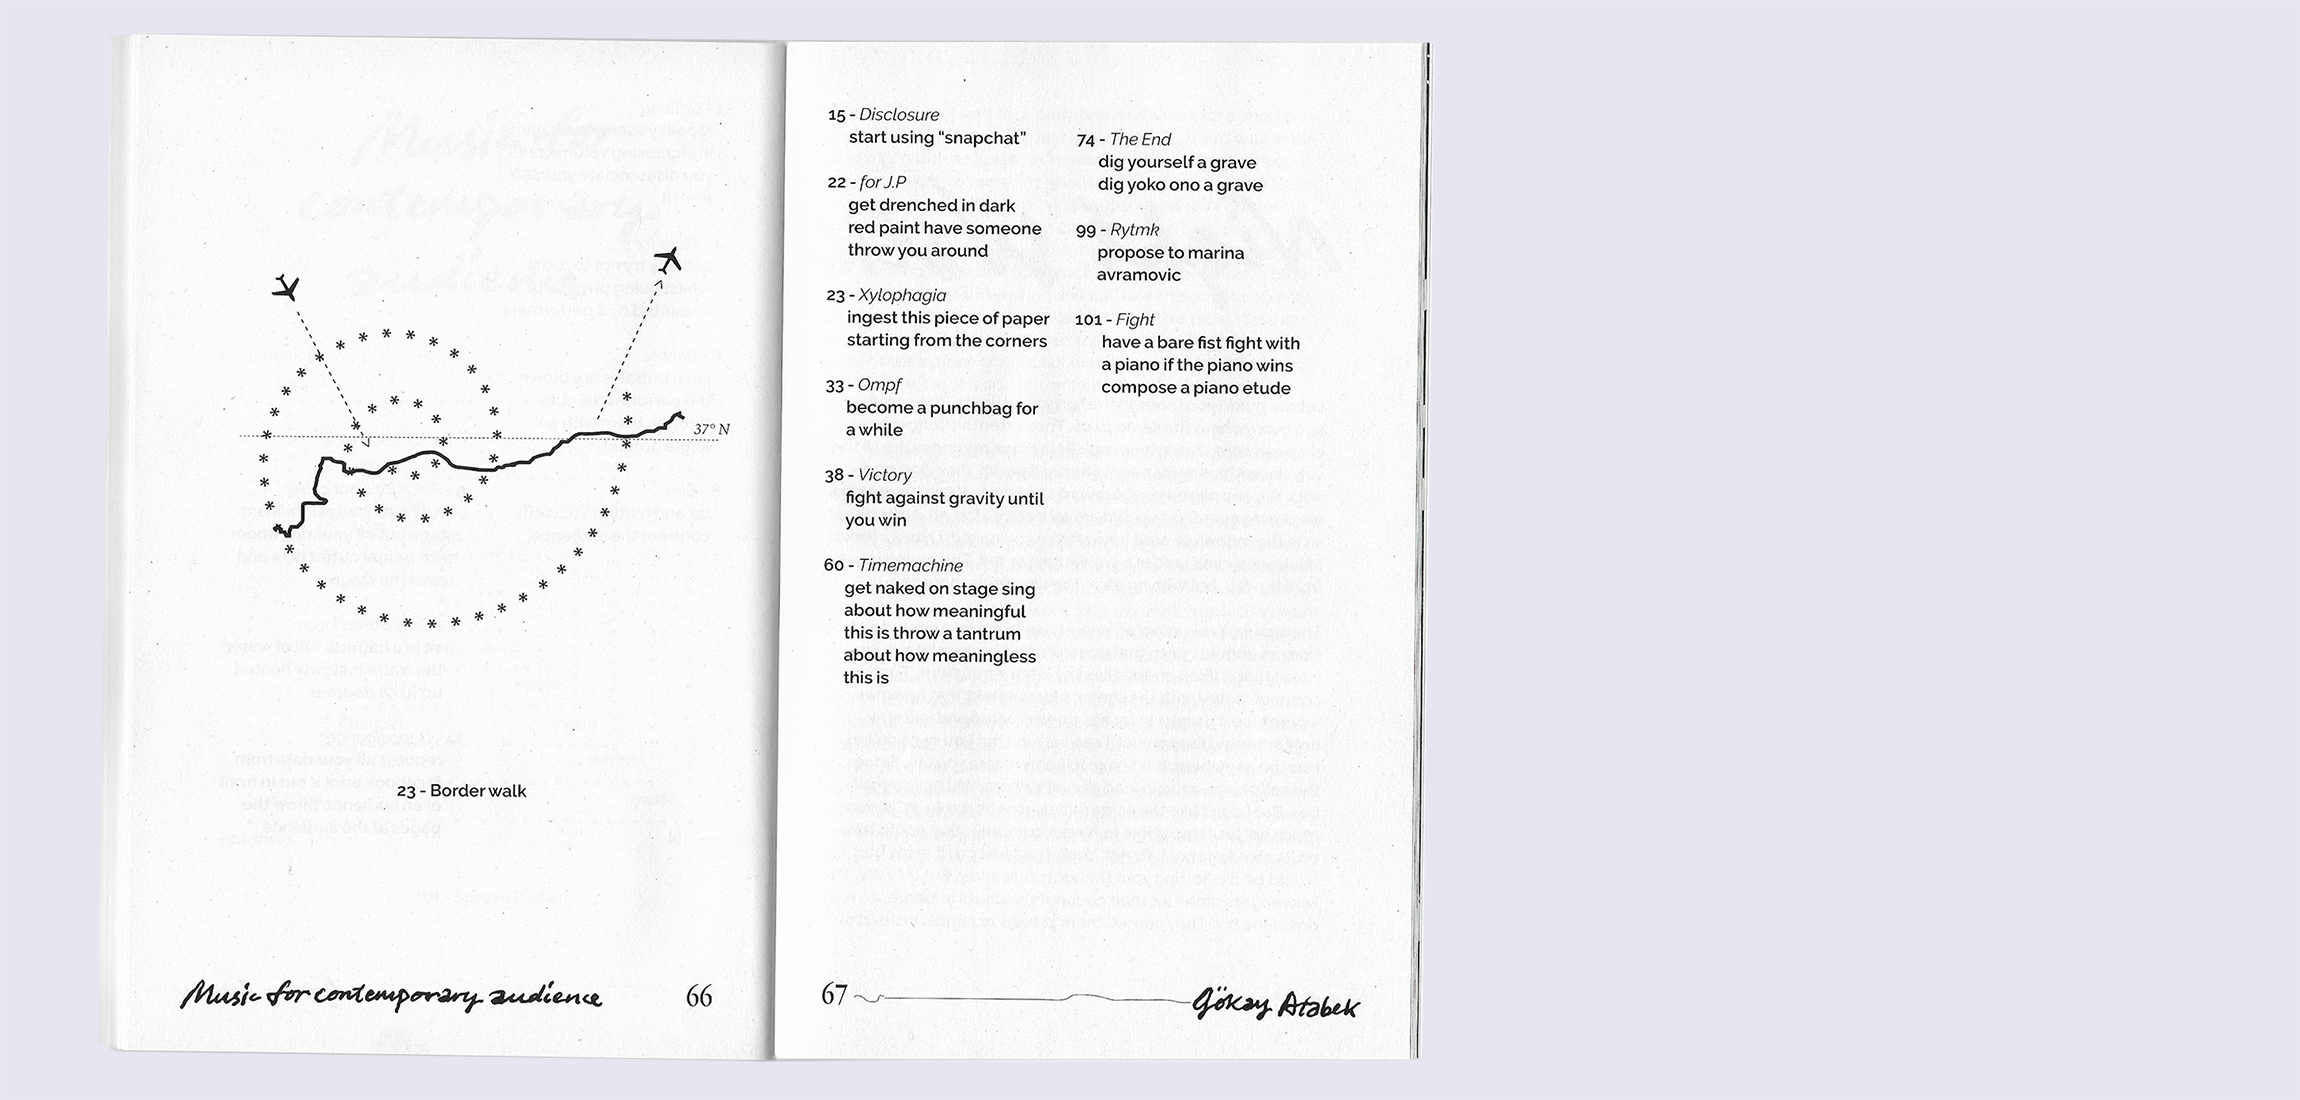 37° N
23 - Border walk
Music for contemporary audience
66
15 - Disclosure
start using “snapchat”
22 - for J.P
get drenched in dark
red paint have someone
throw you around
23 - Xylophagia
ingest this piece of paper
starting from the corners
33 - Ompf
become a punchbag for
a while
38 - Victory
fight against gravity until
you win
60 - Timemachine
get naked on stage sing
about how meaningful
this is throw a tantrum
about how meaningless
this is
74 - The End
dig yourself a grave
dig yoko ono a grave
99 - Rytmk
propose to marina
avramovic
101 - Fight
have a bare fist fight with
a piano if the piano wins
compose a piano etude
67
Gökay Atabek